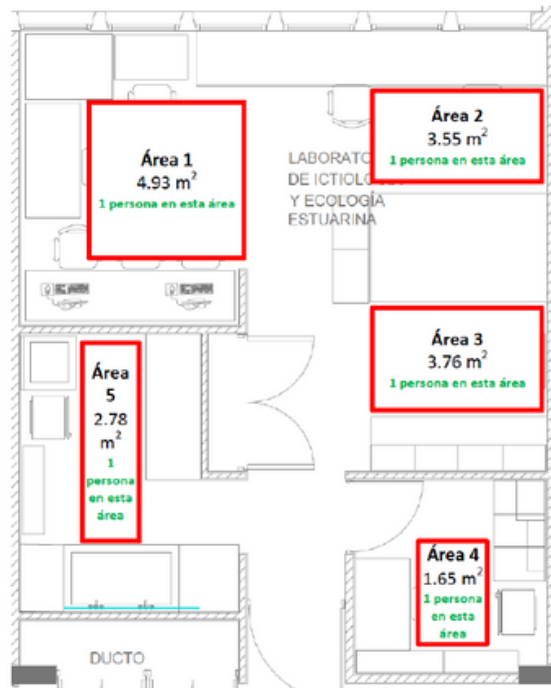 Área 1
4.93 m²
1 persona en esta área
Área 2
3.55 m²
1 persona en esta área
LABORATO
DE ICTIOLO
Y ECOLOGÍA
ESTUARINA
Área 3
3.76 m²
1 persona en esta área
Área
5
2.78
m²
1
persona
en esta
área
Área 4
1.65 m²
1 persona
en esta
área
DUCTO